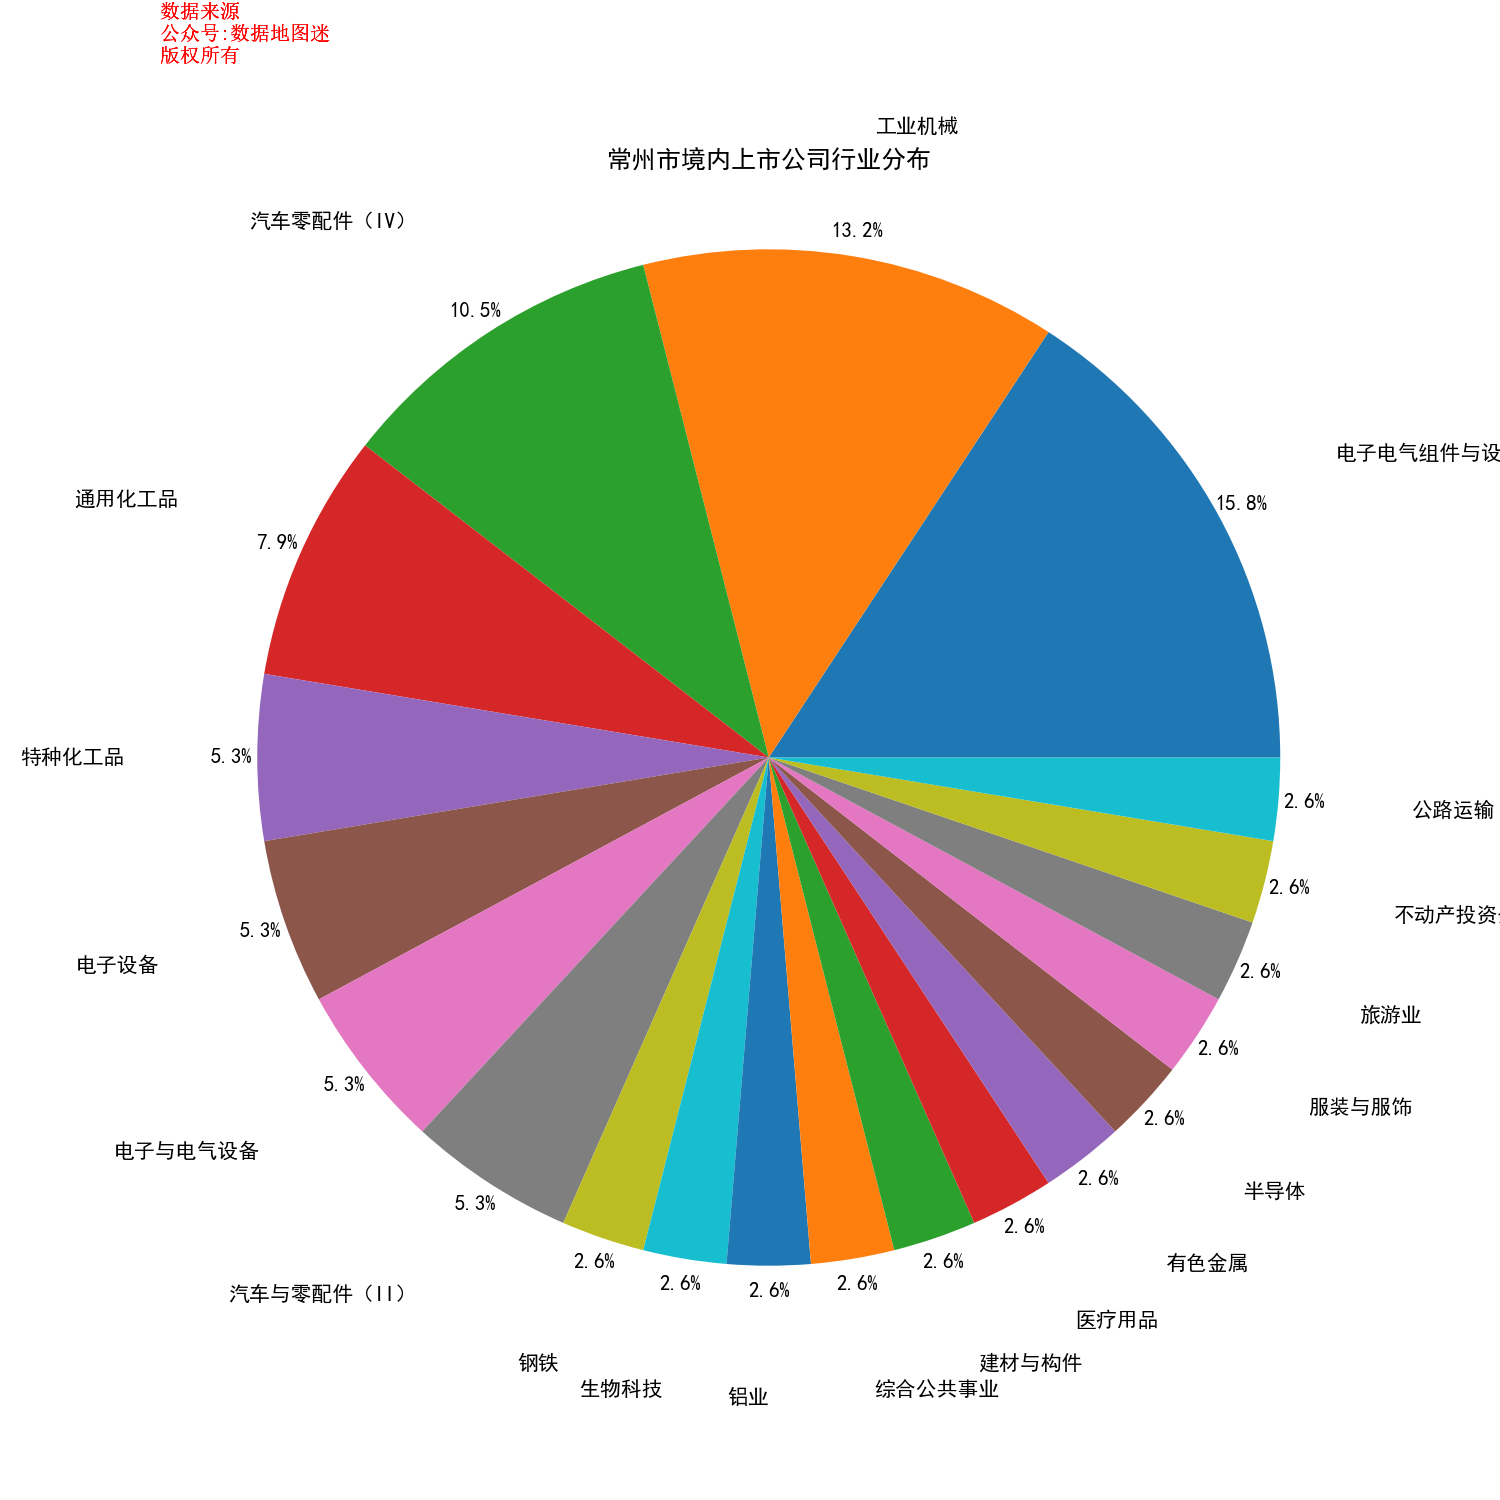 数据来源
公众号:数据地图迷
版权所有
工业机械
常州市境内上市公司行业分布
汽车零配件（IV）
13.2%
10.5%
电子电气组件与设
15.8%
通用化工品
7.9%
特种化工品
5.3%
2.6%
公路运输
2.6%
不动产投资
电子设备
5.3%
2.6%
旅游业
2.6%
服装与服饰
5.3%
电子与电气设备
2.6%
半导体
5.3%
2.6%
有色金属
2.6%
医疗用品
2.6%
2.6%
2.6%
2.6%
2.6%
汽车与零配件（II）
钢铁
生物科技
铝业
综合公共事业
建材与构件